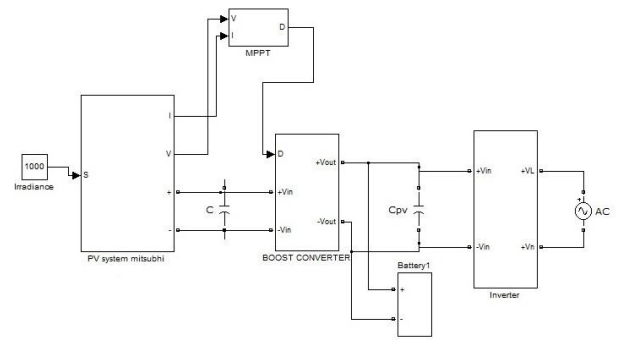 V
I
D
MPPT
1000
Irradiance
S
I
V
+
-
PV system mitsubhi
C
D
+Vin
-Vin
+Vout
-Vout
BOOST CONVERTER
Cpv
Battery1
+
-
+Vin
-Vin
+VL
+Vn
Inverter
+
AC